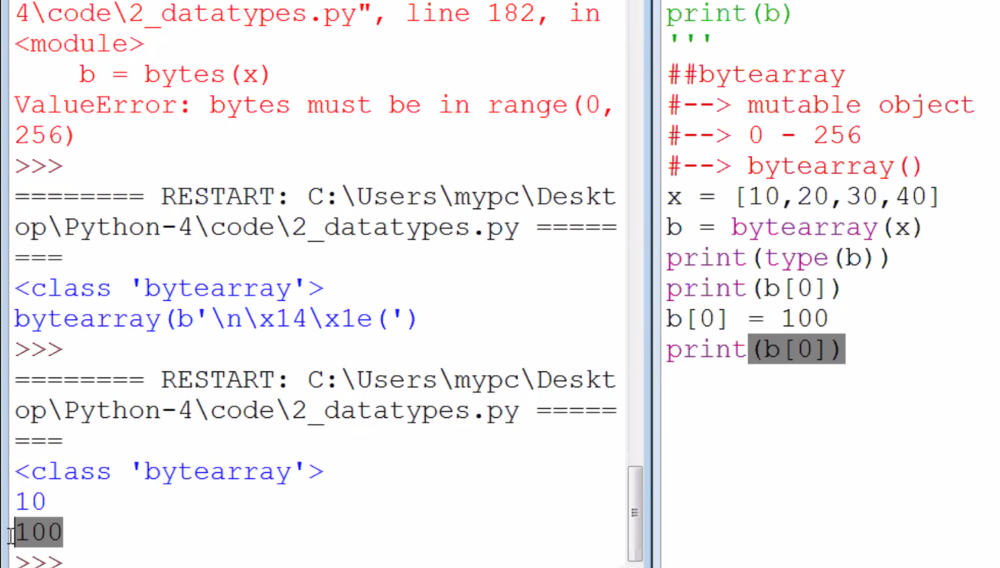 4\code\2_datatypes.py", line 182, in
<module>
    b = bytes(x)
ValueError: bytes must be in range(0,
256)
>>>
======== RESTART: C:\Users\mypc\Deskt
op\Python-4\code\2_datatypes.py =====
===
<class 'bytearray'>
bytearray(b'\n\x14\x1e(')
>>>
======== RESTART: C:\Users\mypc\Deskt
op\Python-4\code\2_datatypes.py =====
===
<class 'bytearray'>
10
100
>>>
print(b)
'''
##bytearray
#--> mutable object
#--> 0 - 256
#--> bytearray()
x = [10,20,30,40]
b = bytearray(x)
print(type(b))
print(b[0])
b[0] = 100
print(b[0])